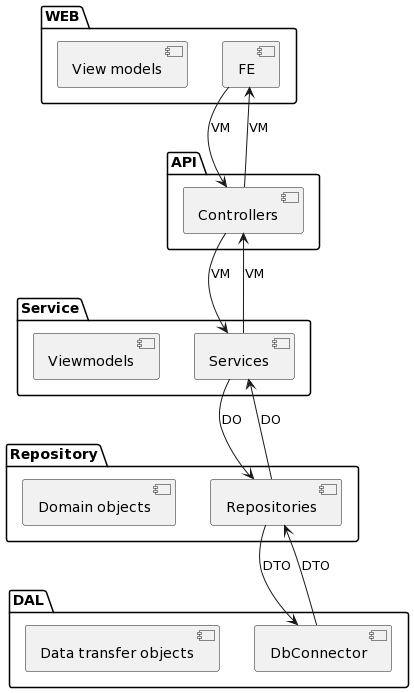 WEB
View models
FE
VM
VM
API
Controllers
VM
VM
Service
Viewmodels
Services
DO
DO
Repository
Domain objects
Repositories
DTO
DTO
DAL
Data transfer objects
DbConnector